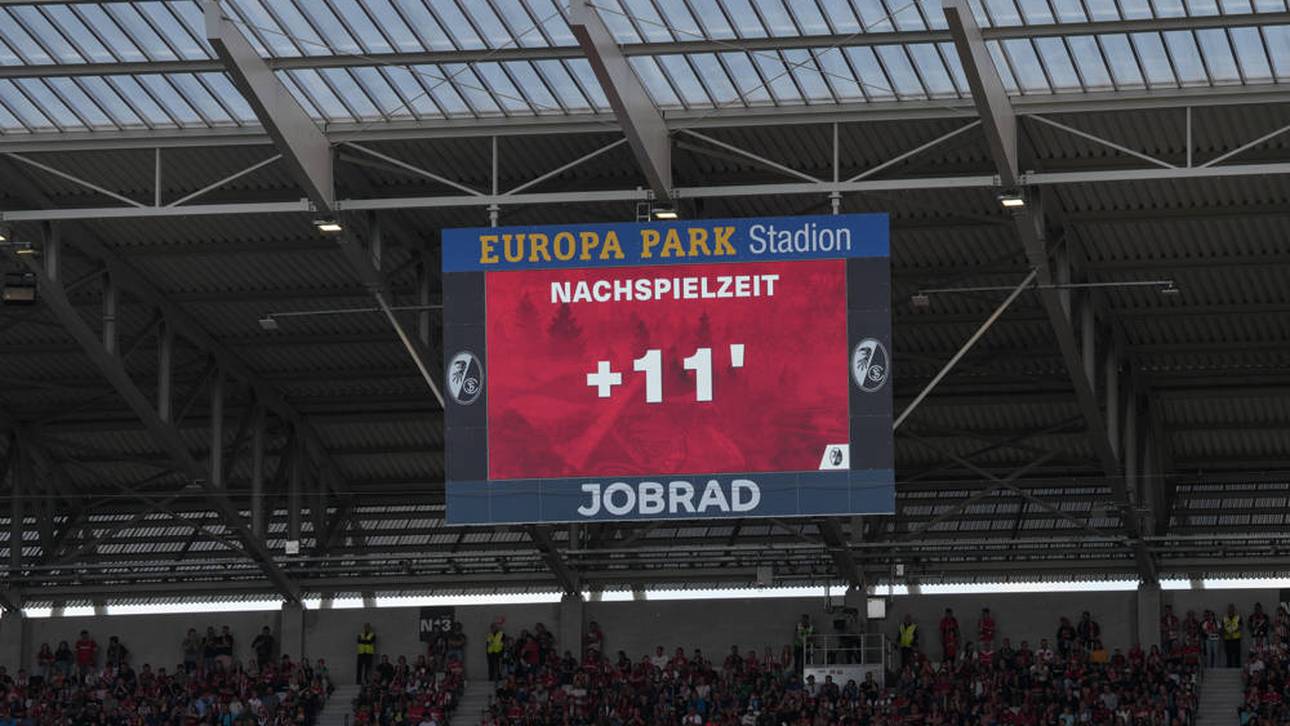 EUROPA PARK Stadion
NACHSPIELZEIT
+11'
JOBRAD